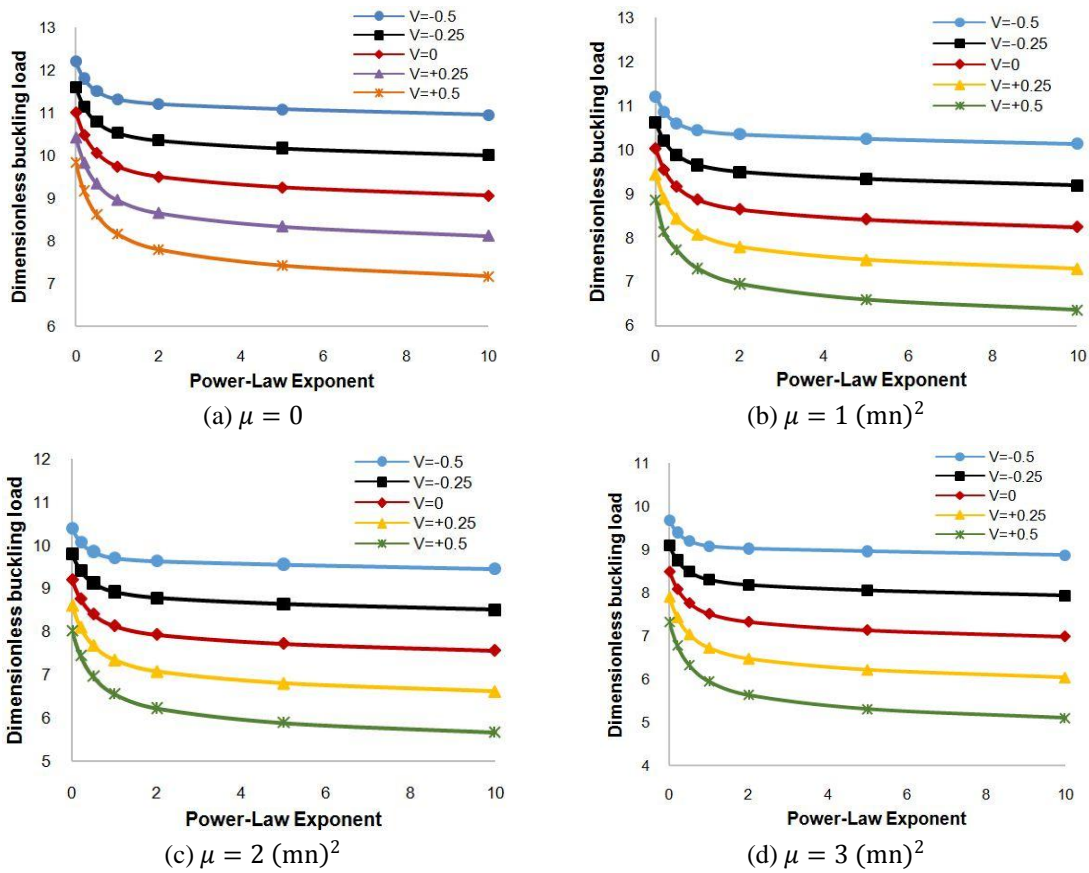 V=-0.5
V=-0.25
V=0
V=+0.25
V=+0.5
Dimensionless buckling load
13
12
11
10
9
8
7
6
0 2 4 6 8 10
Power-Law Exponent
(a) μ = 0
V=-0.5
V=-0.25
V=0
V=+0.25
V=+0.5
Dimensionless buckling load
13
12
11
10
9
8
7
6
0 2 4 6 8 10
Power-Law Exponent
(b) μ = 1 (mn)²
V=-0.5
V=-0.25
V=0
V=+0.25
V=+0.5
Dimensionless buckling load
12
11
10
9
8
7
6
5
0 2 4 6 8 10
Power-Law Exponent
(c) μ = 2 (mn)²
V=-0.5
V=-0.25
V=0
V=+0.25
V=+0.5
Dimensionless buckling load
11
10
9
8
7
6
5
4
0 2 4 6 8 10
Power-Law Exponent
(d) μ = 3 (mn)²